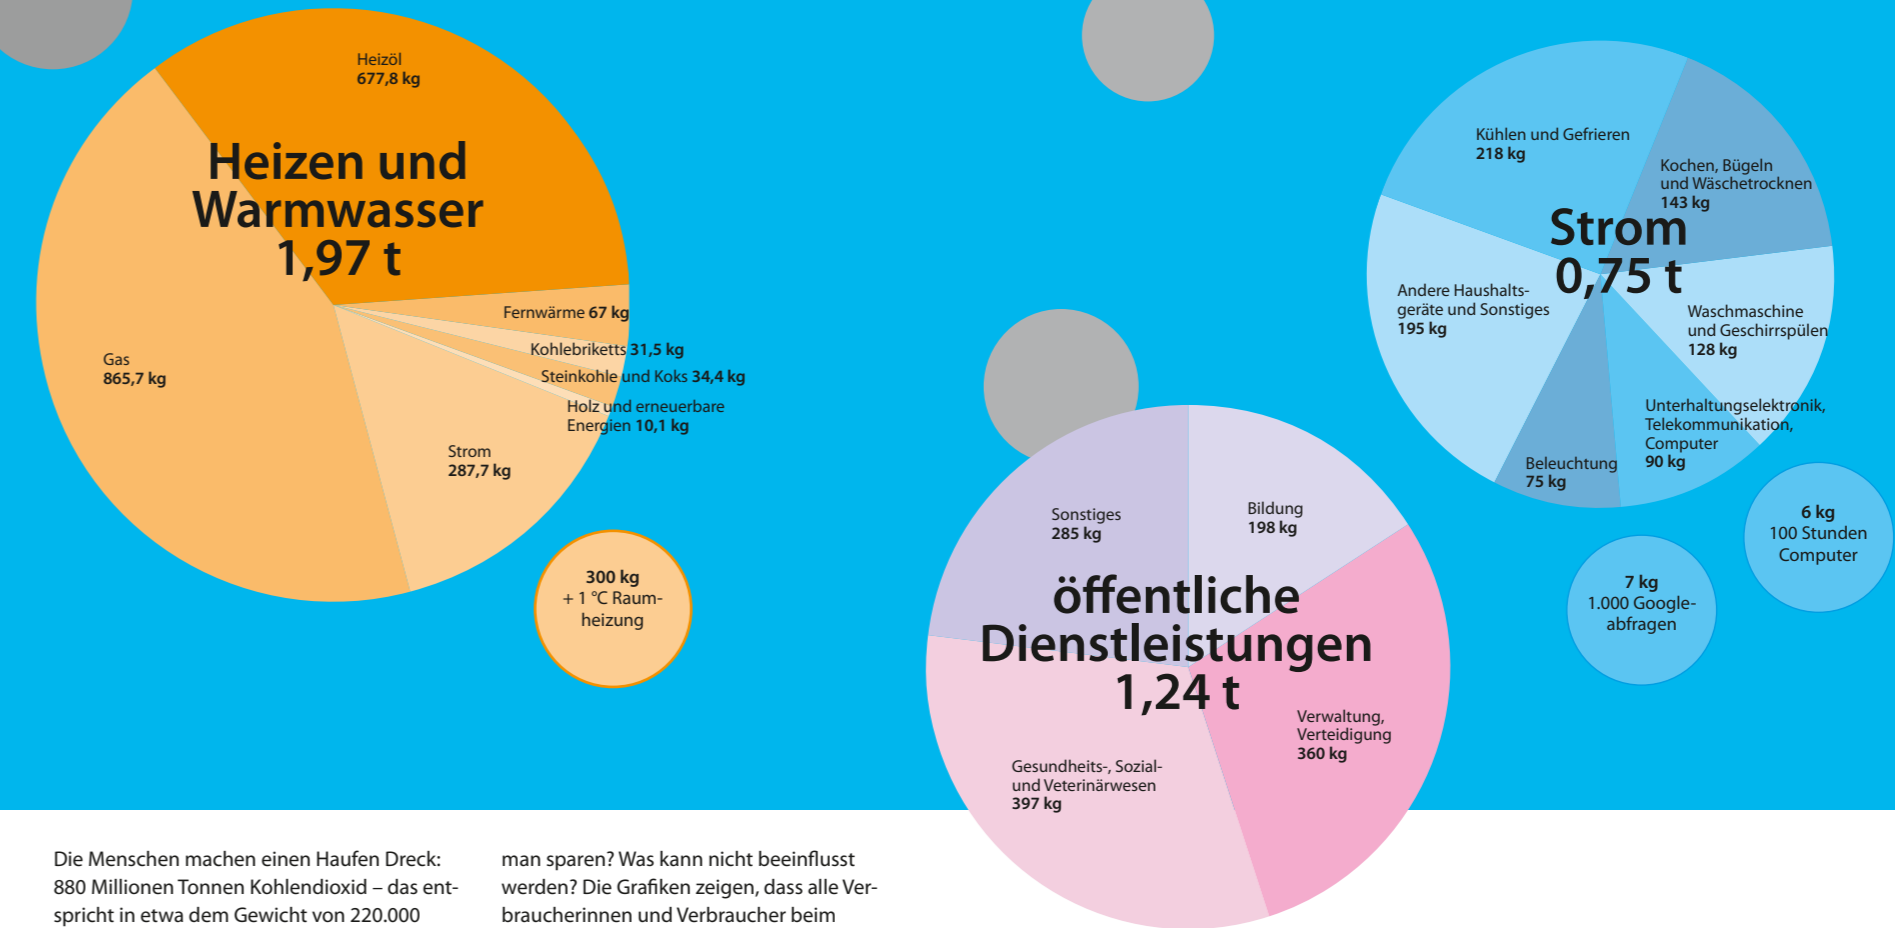 Heizöl
677,8 kg
Heizen und
Warmwasser
1,97 t
Fernwärme 67 kg
Kohlebriketts 31,5 kg
Steinkohle und Koks 34,4 kg
Holz und erneuerbare
Energien 10,1 kg
Gas
865,7 kg
Strom
287,7 kg
300 kg
+ 1 °C Raum-
heizung
Kühlen und Gefrieren
218 kg
Kochen, Bügeln
und Wäschetrocknen
143 kg
Strom
0,75 t
Andere Haushalts-
geräte und Sonstiges
195 kg
Waschmaschine
und Geschirrspülen
128 kg
Unterhaltungselektronik,
Telekommunikation,
Computer
90 kg
Beleuchtung
75 kg
6 kg
100 Stunden
Computer
7 kg
1.000 Google-
abfragen
Sonstiges
285 kg
Bildung
198 kg
öffentliche
Dienstleistungen
1,24 t
Verwaltung,
Verteidigung
360 kg
Gesundheits-, Sozial-
und Veterinärwesen
397 kg
Die Menschen machen einen Haufen Dreck:
880 Millionen Tonnen Kohlendioxid – das ent-
spricht in etwa dem Gewicht von 220.000
man sparen? Was kann nicht beeinflusst
werden? Die Grafiken zeigen, dass alle Ver-
braucherinnen und Verbraucher beim